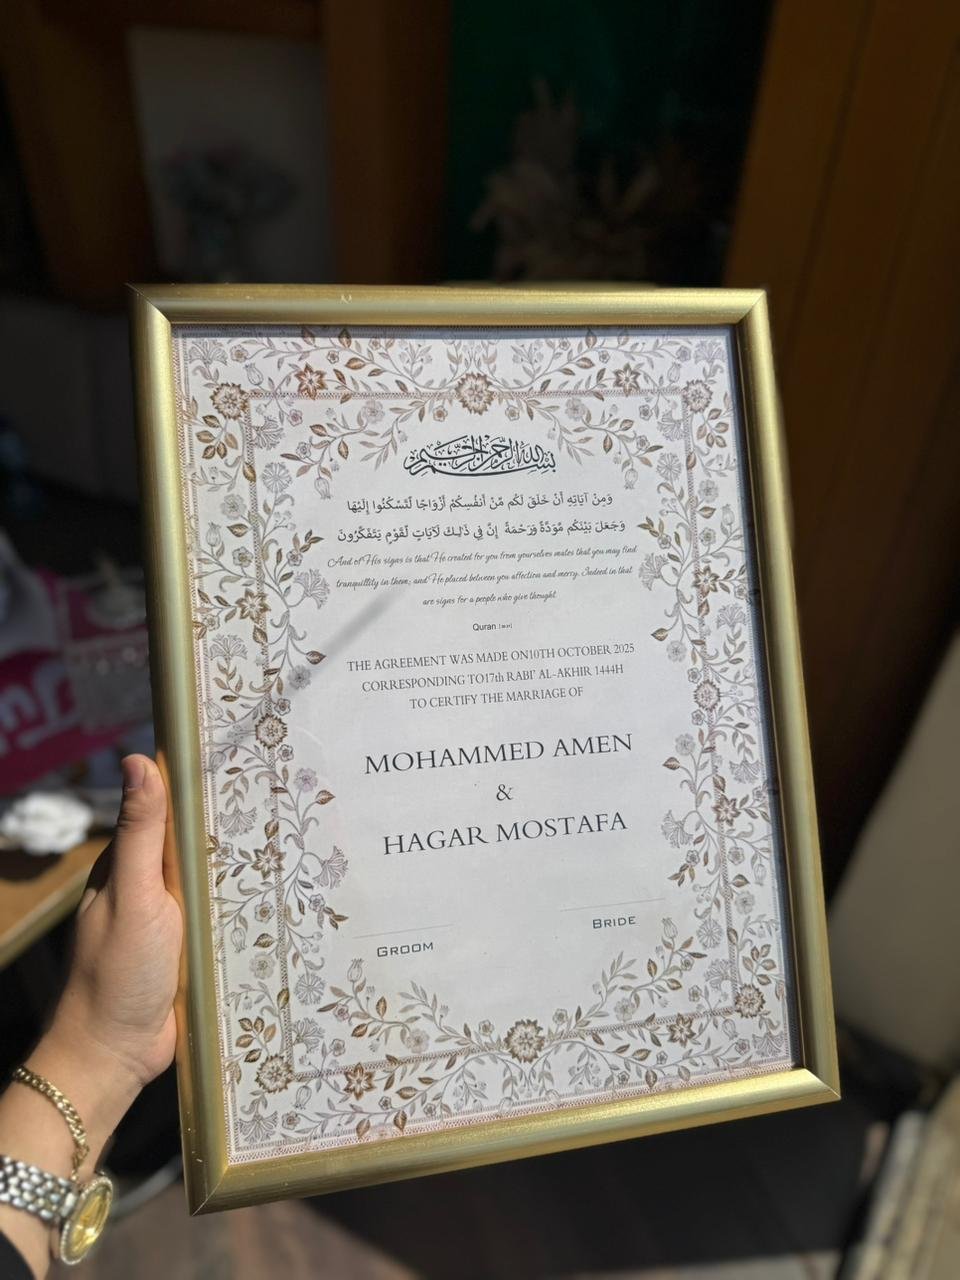 بسم الله الرحمن الرحيم
وَمِنْ آيَاتِهِ أَنْ خَلَقَ لَكُم مِّنْ أَنفُسِكُمْ أَزْوَاجًا لِّتَسْكُنُوا إِلَيْهَا
وَجَعَلَ بَيْنَكُم مَّوَدَّةً وَرَحْمَةً إِنَّ فِي ذَٰلِكَ لَآيَاتٍ لِّقَوْمٍ يَتَفَكَّرُونَ
And of His signs is that He created for you from yourselves mates that you may find
tranquillity in them; and He placed between you affection and mercy. Indeed in that
are signs for a people who give thought.
Quran
THE AGREEMENT WAS MADE ON10TH OCTOBER 2025
CORRESPONDING TO17th RABI' AL-AKHIR 1444H
TO CERTIFY THE MARRIAGE OF
MOHAMMED AMEN
&
HAGAR MOSTAFA
GROOM
BRIDE